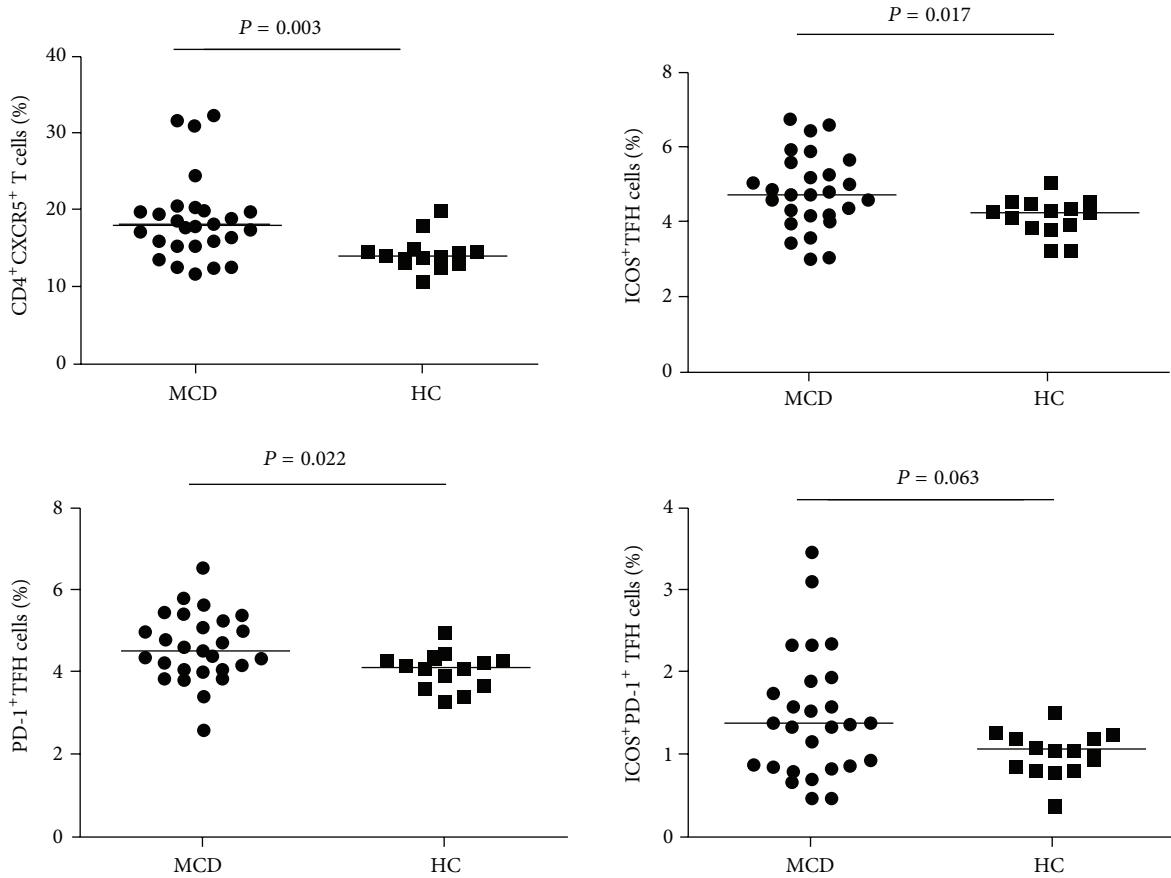 P = 0.003
40
30
20
10
0
CD4⁺CXCR5⁺ T cells (%)
MCD
HC
P = 0.017
8
6
4
2
0
ICOS⁺TFH cells (%)
MCD
HC
P = 0.022
8
6
4
2
0
PD-1⁺TFH cells (%)
MCD
HC
P = 0.063
4
3
2
1
0
ICOS⁺PD-1⁺ TFH cells (%)
MCD
HC